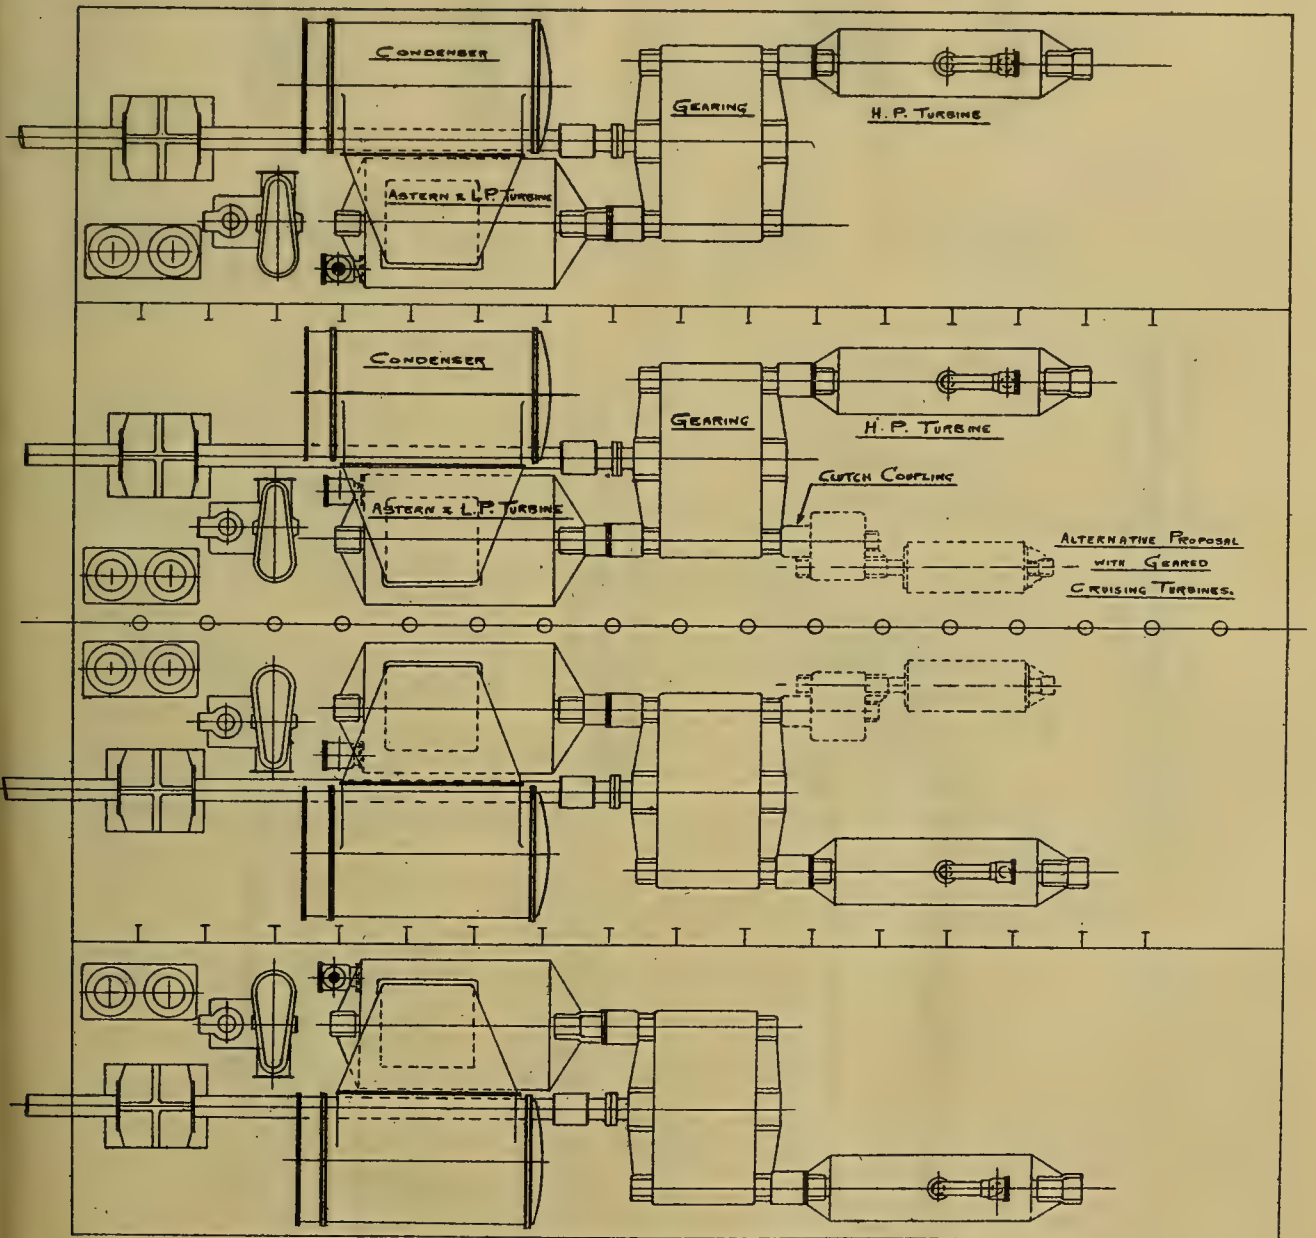 CONDENSER
GEARING
H. P. TURBINE
ASTERN & L.P. TURBINE
CONDENSER
GEARING
H. P. TURBINE
CLUTCH COUPLING
ASTERN & L.P. TURBINE
ALTERNATIVE PROPOSAL
WITH GEARED
CRUISING TURBINES.